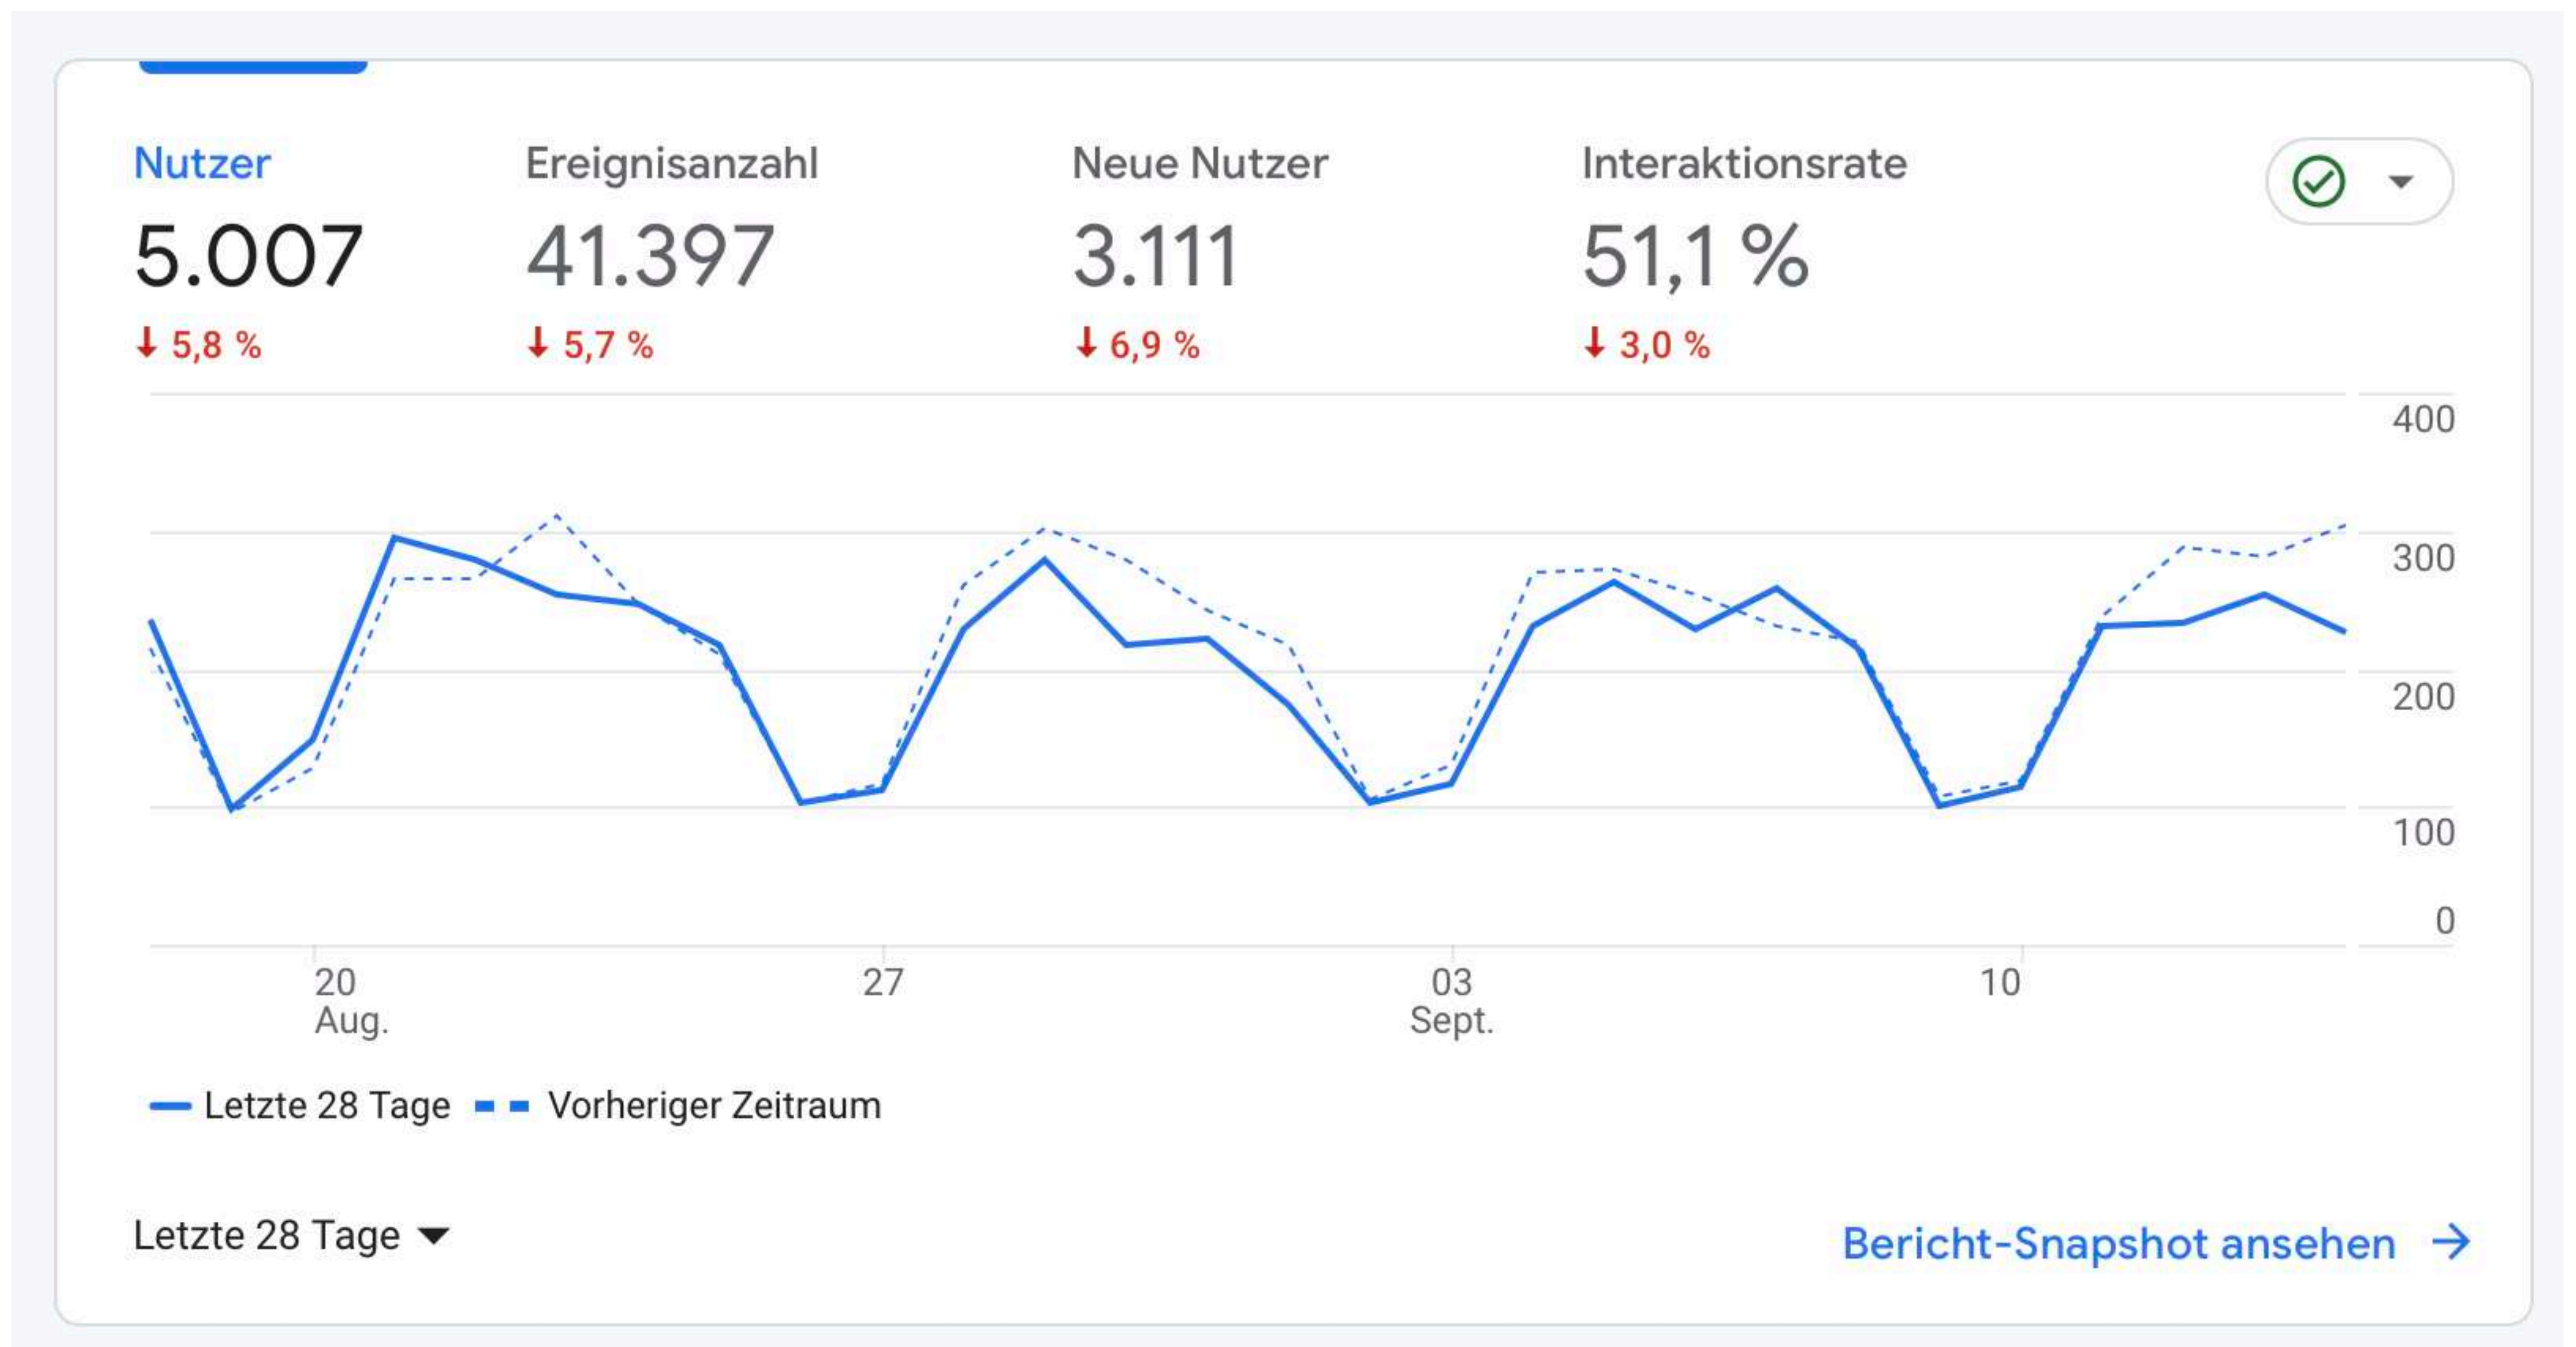 Nutzer
5.007
↓ 5,8 %
Ereignisanzahl
41.397
↓ 5,7 %
Neue Nutzer
3.111
↓ 6,9 %
Interaktionsrate
51,1 %
↓ 3,0 %
400
300
200
100
0
20
Aug.
27
03
Sept.
10
Letzte 28 Tage
Vorheriger Zeitraum
Letzte 28 Tage
Bericht-Snapshot ansehen →